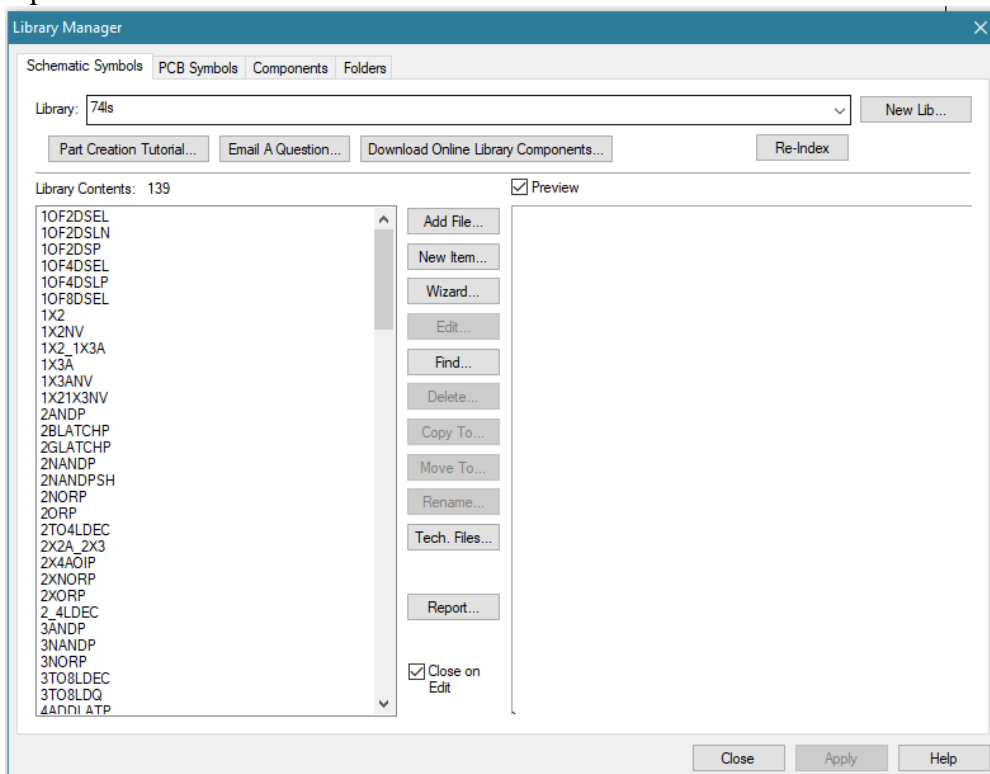 Library Manager
Schematic Symbols PCB Symbols Components Folders
Library: 74ls New Lib...
Part Creation Tutorial... Email A Question... Download Online Library Components... Re-Index
Library Contents: 139 Preview
1OF2DSEL
1OF2DSLN
1OF2DSP
1OF4DSEL
1OF4DSLP
1OF8DSEL
1X2
1X2NV
1X2_1X3A
1X3A
1X3ANV
1X21X3NV
2ANDP
2BLATCHP
2GLATCHP
2NANDP
2NANDPSH
2NORP
2ORP
2TO4LDEC
2X2A_2X3
2X4AOIP
2XNORP
2XORP
2_4LDEC
3ANDP
3NANDP
3NORP
3TO8LDEC
3TO8LDQ
4ADDLATP
Add File...
New Item...
Wizard...
Edit...
Find...
Delete...
Copy To...
Move To...
Rename...
Tech. Files...
Report...
Close on
Edit
Close Apply Help